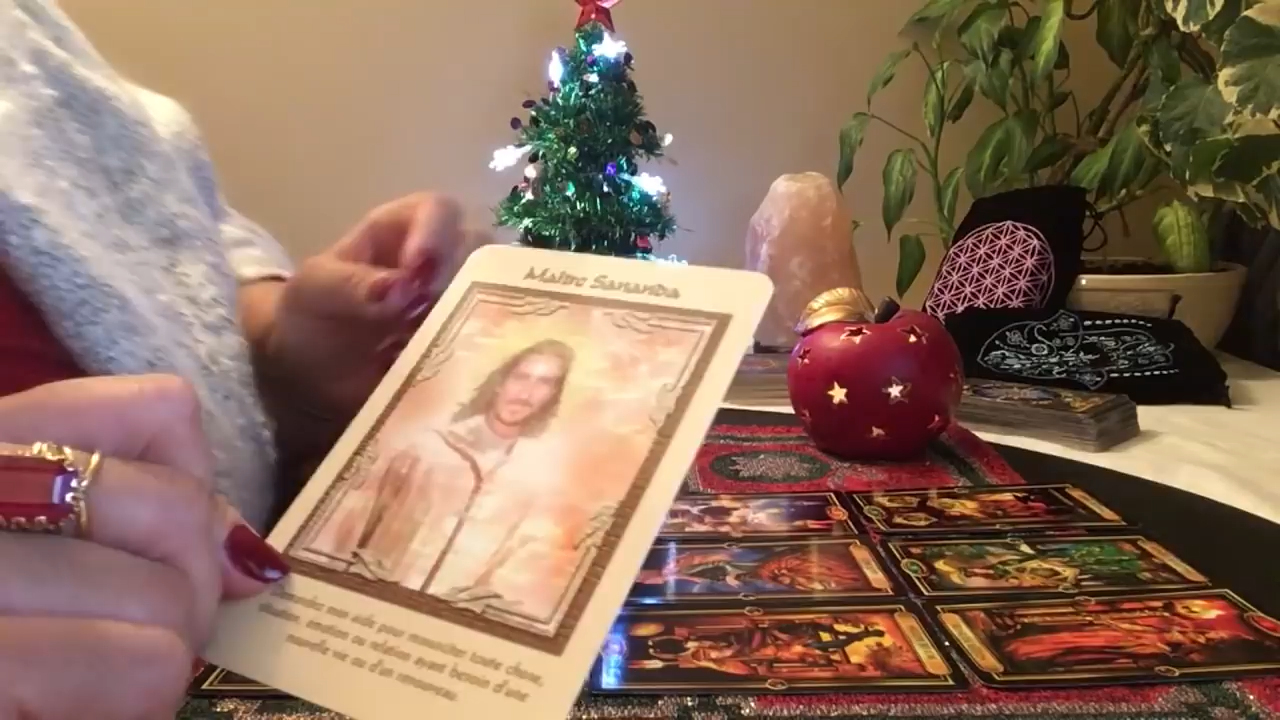 Maître Sananda
Demandez mon aide pour ressusciter toute chose,
situation, émotion ou relation ayant besoin d'une
nouvelle vie ou d'un renouveau.